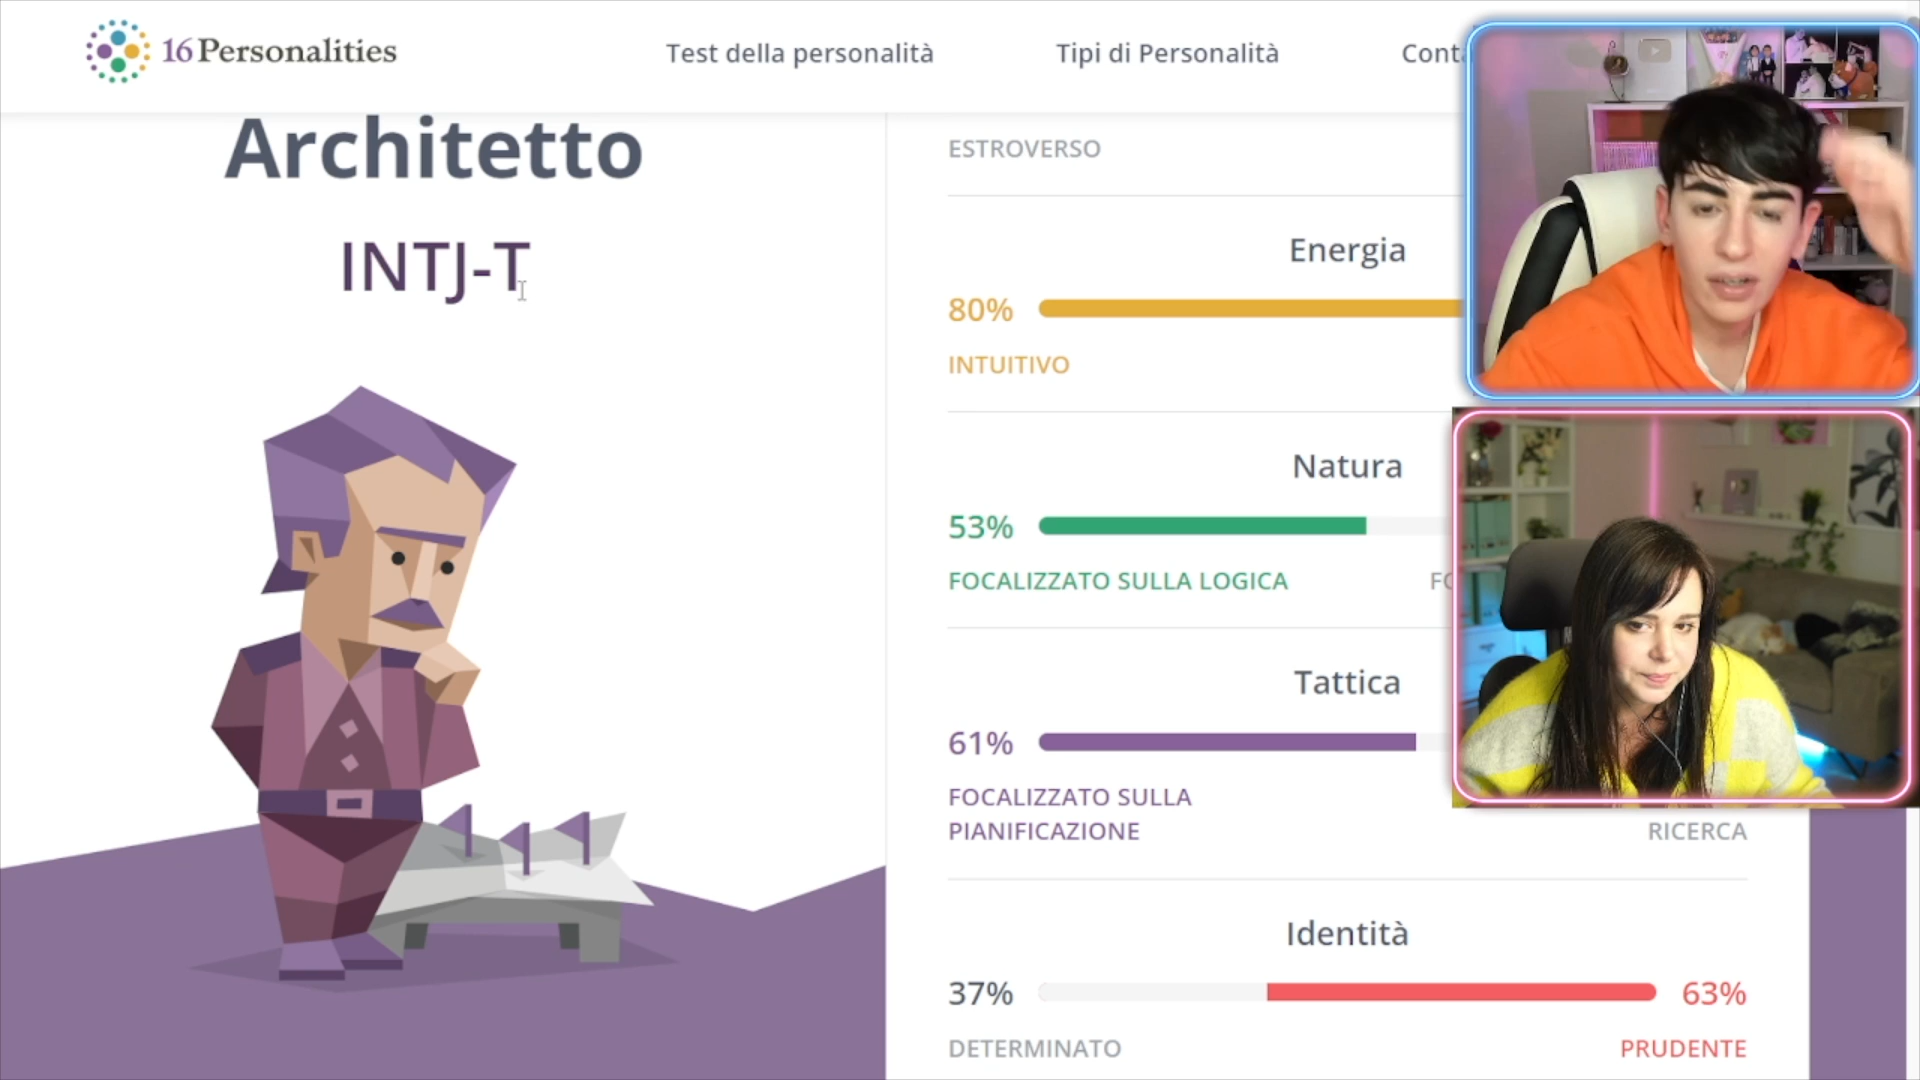 16Personalities
Test della personalità
Tipi di Personalità
Architetto
INTJ-T
ESTROVERSO
Energia
80%
INTUITIVO
Natura
53%
FOCALIZZATO SULLA LOGICA
Tattica
61%
FOCALIZZATO SULLA
PIANIFICAZIONE
RICERCA
Identità
37%
63%
DETERMINATO
PRUDENTE